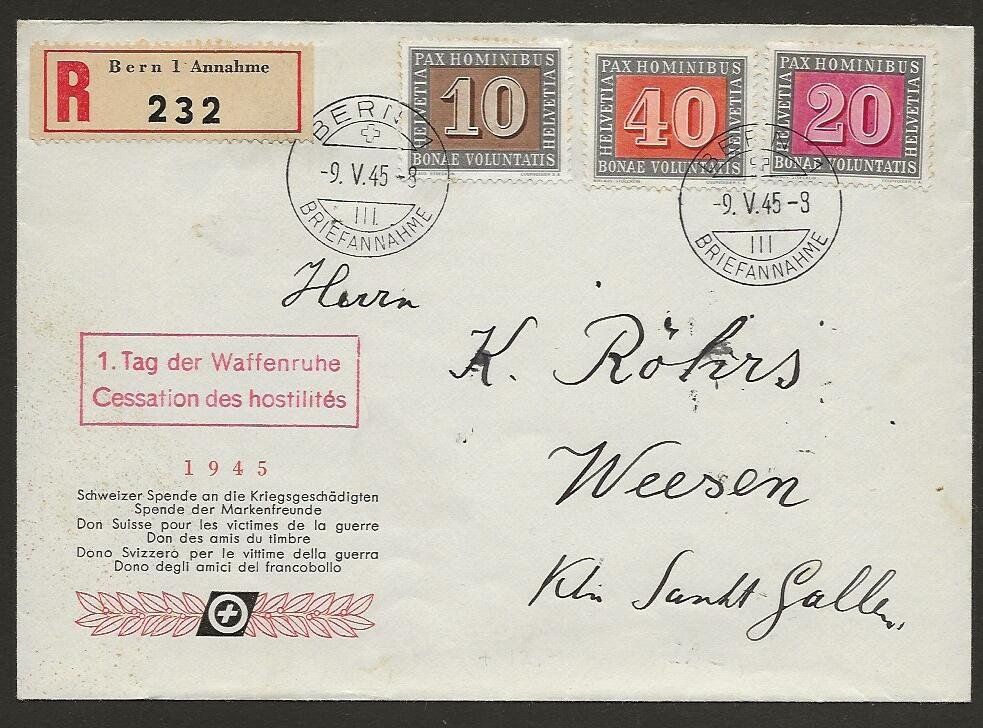 R Bern 1 Annahme
232
PAX HOMINIBUS
HELVETIA 10 HELVETIA
BONAE VOLUNTATIS
PAX HOMINIBUS
HELVETIA 40 HELVETIA
BONAE VOLUNTATIS
PAX HOMINIBUS
HELVETIA 20 HELVETIA
BONAE VOLUNTATIS
BERN
-9. V. 45 -8
III
BRIEFANNAHME
-9. V. 45 -8
III
BRIEFANNAHME
Herrn
K. Röhrs
Weesen
Ktn Sankt Gallen
1. Tag der Waffenruhe
Cessation des hostilités
1945
Schweizer Spende an die Kriegsgeschädigten
Spende der Markenfreunde
Don Suisse pour les victimes de la guerre
Don des amis du timbre
Dono Svizzero per le vittime della guerra
Dono degli amici del francobollo